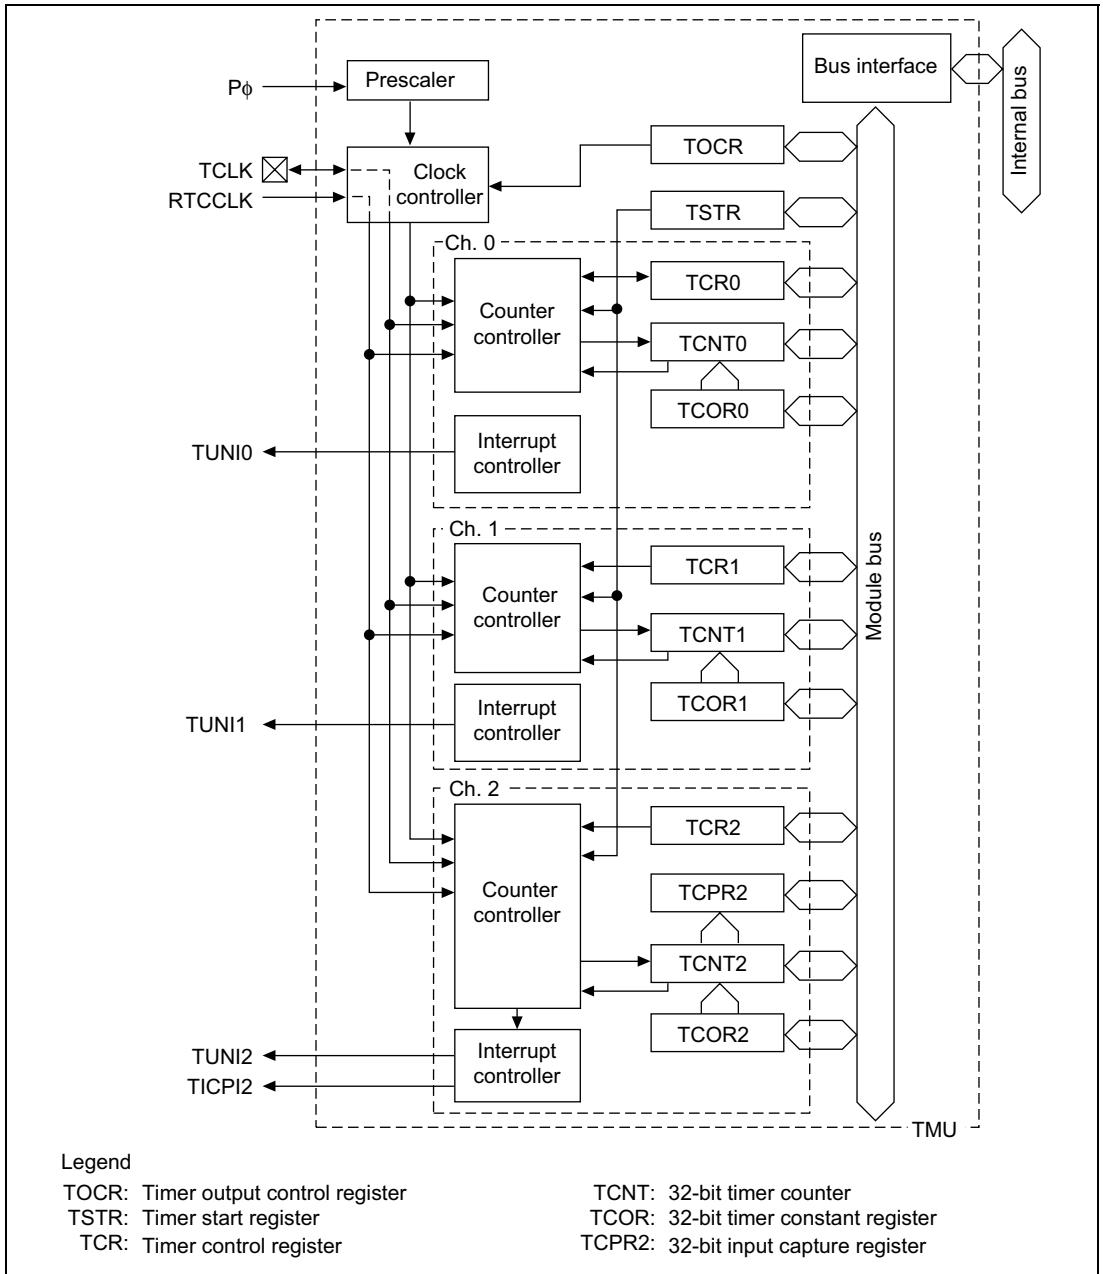 Pϕ
Prescaler
Bus interface
Internal bus
TCLK
RTCCLK
Clock
controller
TOCR
TSTR
Ch. 0
Counter
controller
TCR0
TCNT0
TCOR0
TUNI0
Interrupt
controller
Ch. 1
Counter
controller
TCR1
TCNT1
TCOR1
Module bus
TUNI1
Interrupt
controller
Ch. 2
Counter
controller
TCR2
TCPR2
TCNT2
TCOR2
TUNI2
TICPI2
Interrupt
controller
TMU
Legend
TOCR: Timer output control register
TSTR: Timer start register
TCR: Timer control register
TCNT: 32-bit timer counter
TCOR: 32-bit timer constant register
TCPR2: 32-bit input capture register